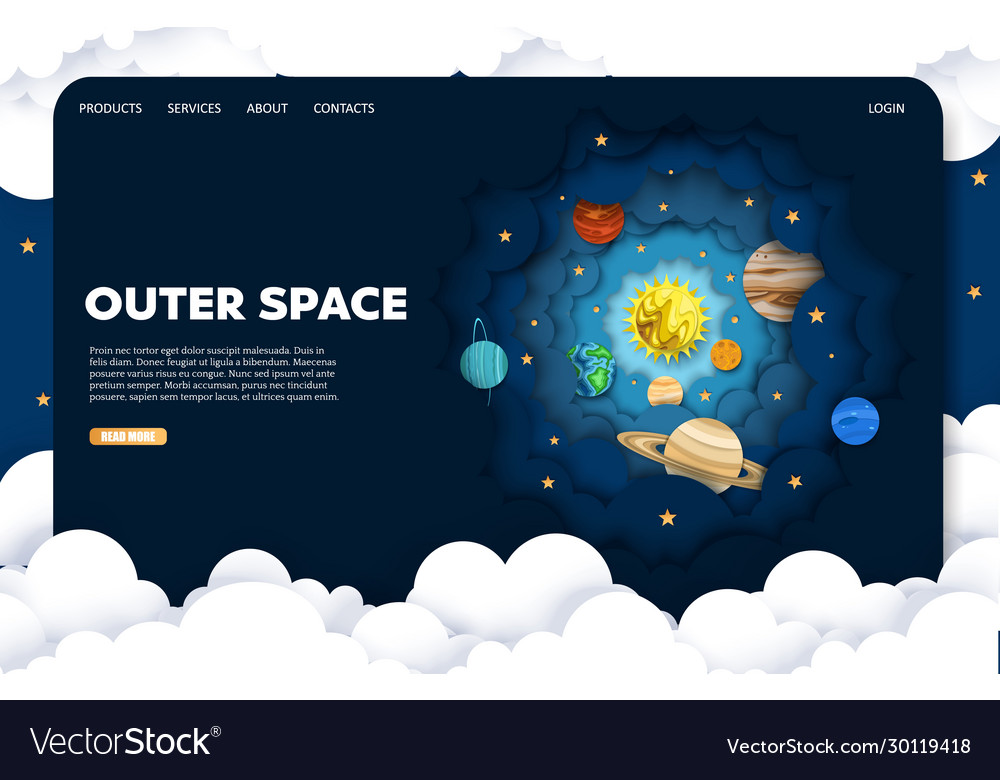 PRODUCTS SERVICES ABOUT CONTACTS LOGIN
OUTER SPACE
Proin nec tortor eget dolor suscipit malesuada. Duis in
felis diam. Donec feugiat ut ligula a bibendum. Maecenas
posuere varius risus eu congue. Nunc sed ipsum vel ante
pretium semper. Morbi accumsan, purus nec tincidunt
posuere, sapien sem tempor lacus, et ultrices quam enim.
READ MORE
VectorStock®
VectorStock.com/30119418